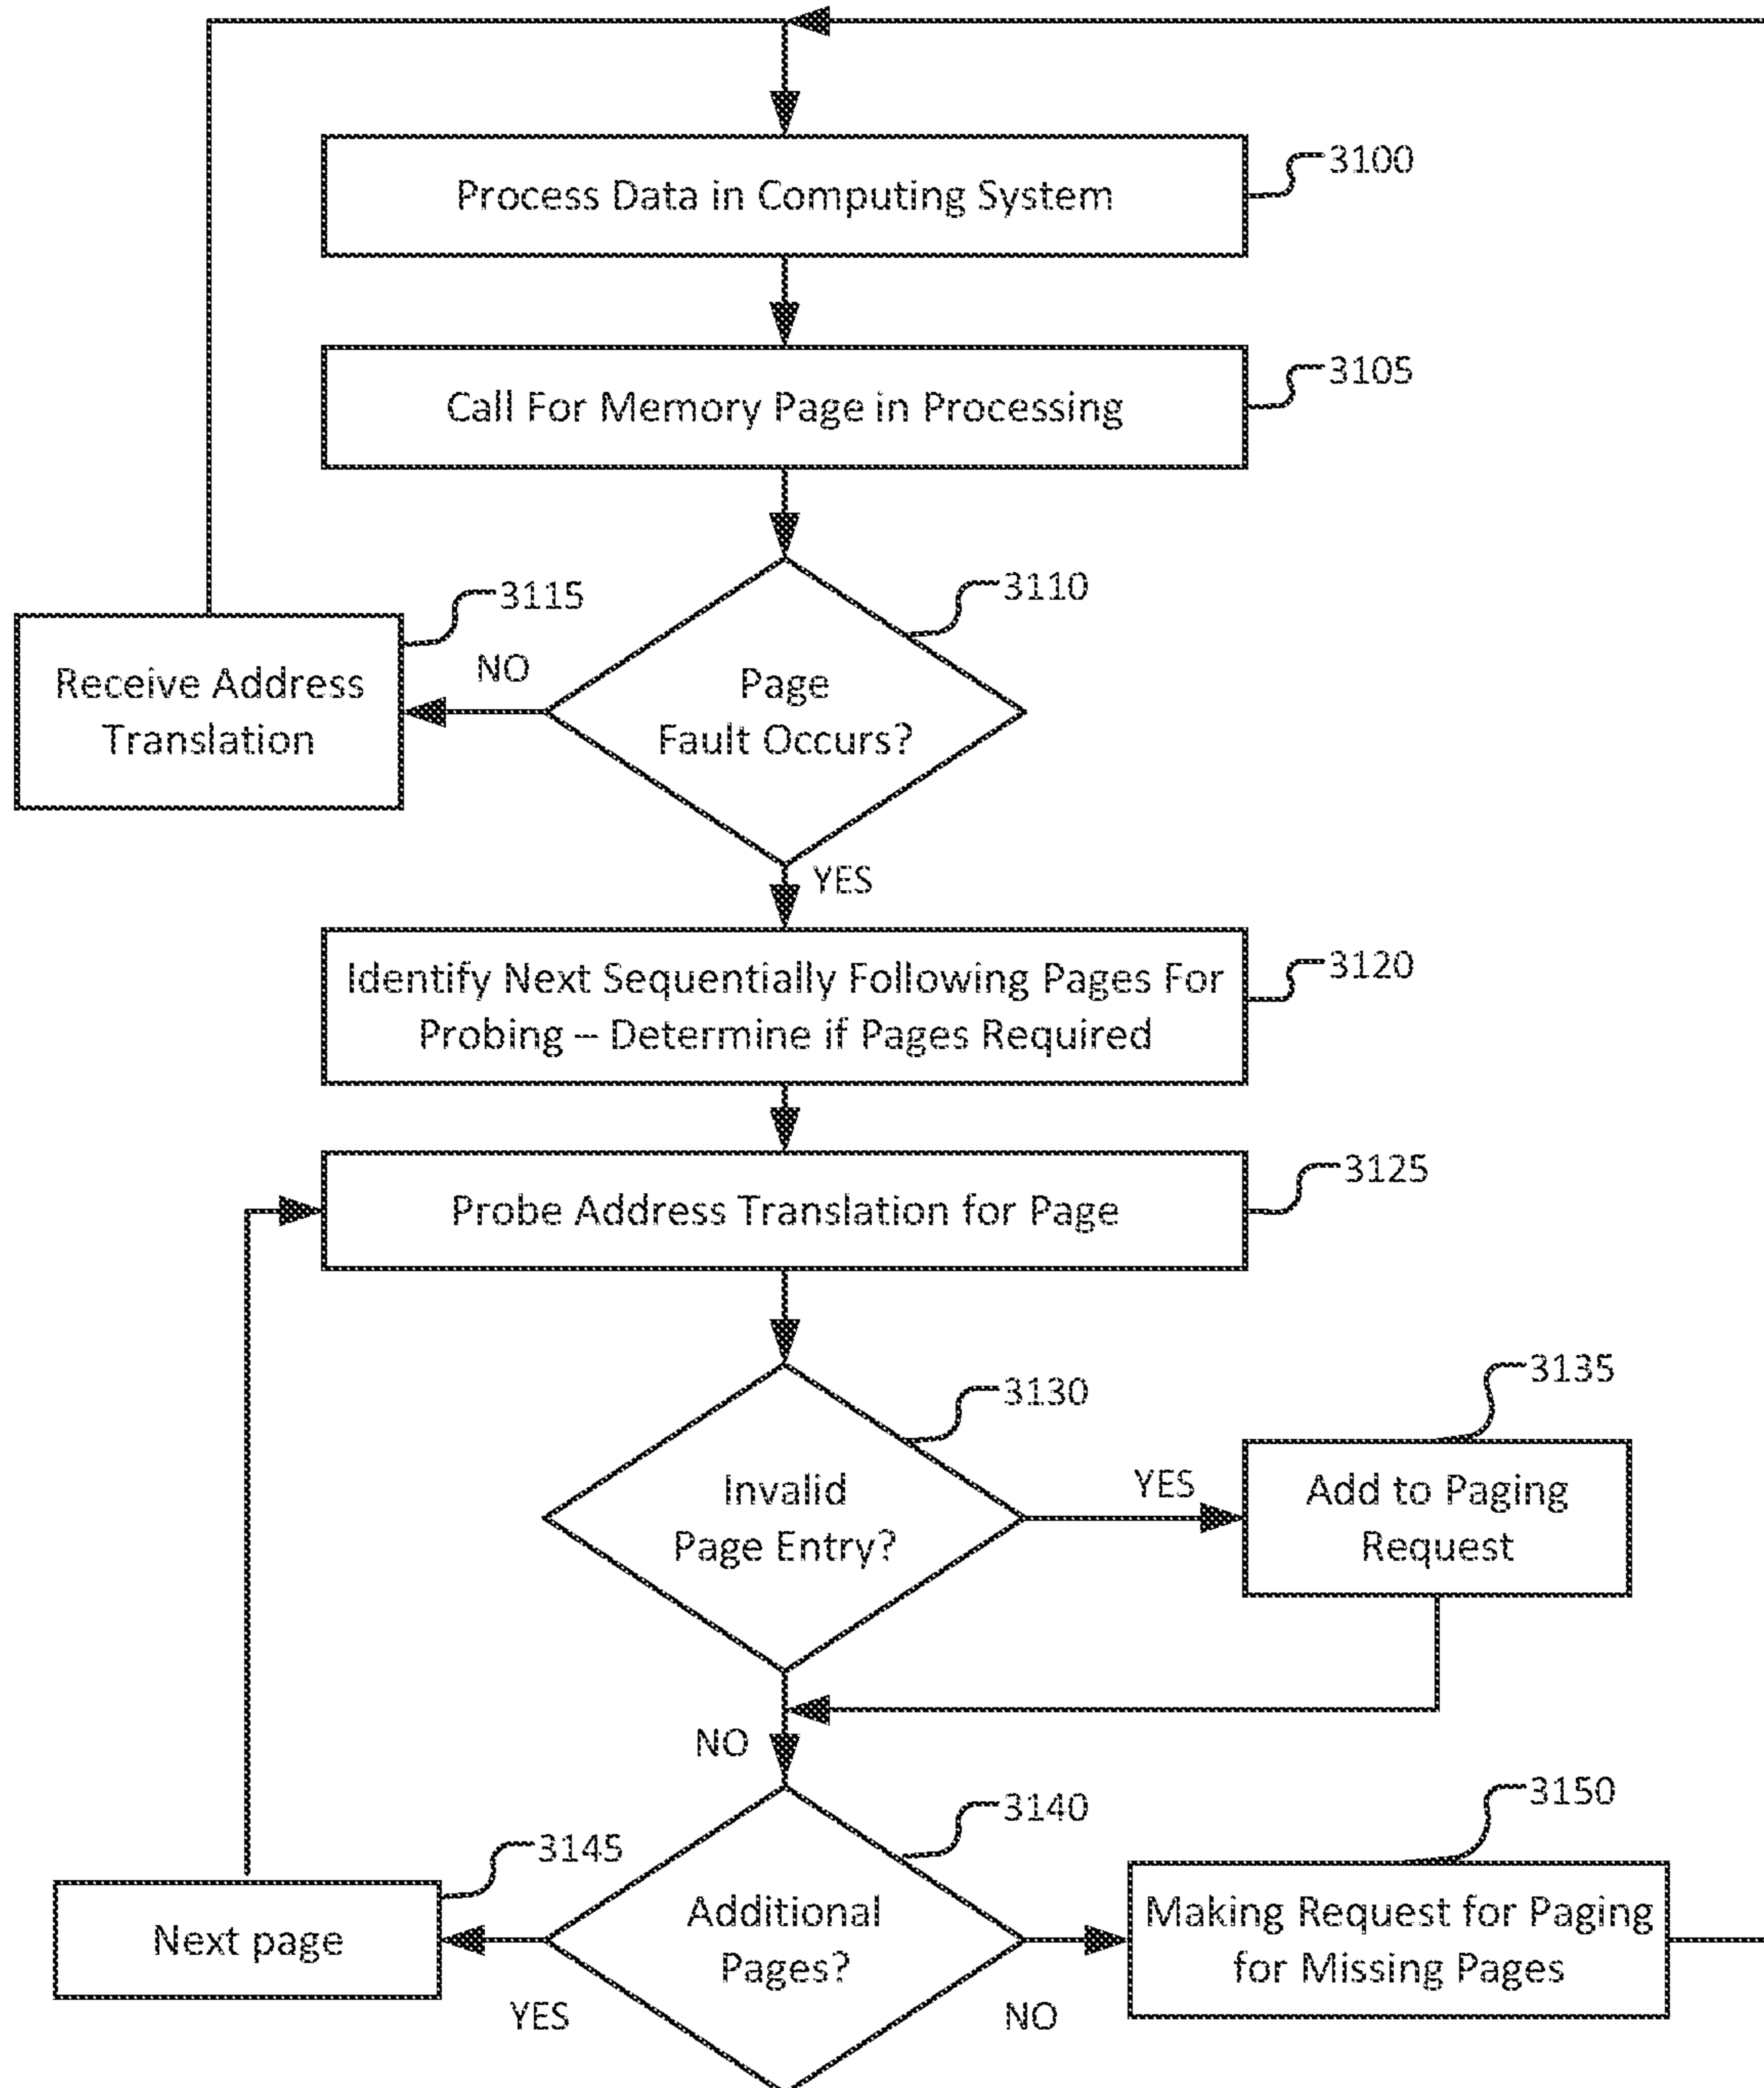 3100
Process Data in Computing System
3105
Call For Memory Page in Processing
3110
3115
NO
Receive Address
Translation
Page
Fault Occurs?
YES
3120
Identify Next Sequentially Following Pages For
Probing – Determine if Pages Required
3125
Probe Address Translation for Page
3130
3135
Invalid
Page Entry?
YES
Add to Paging
Request
NO
3140
3150
3145
Next page
Additional
Pages?
Making Request for Paging
for Missing Pages
YES
NO